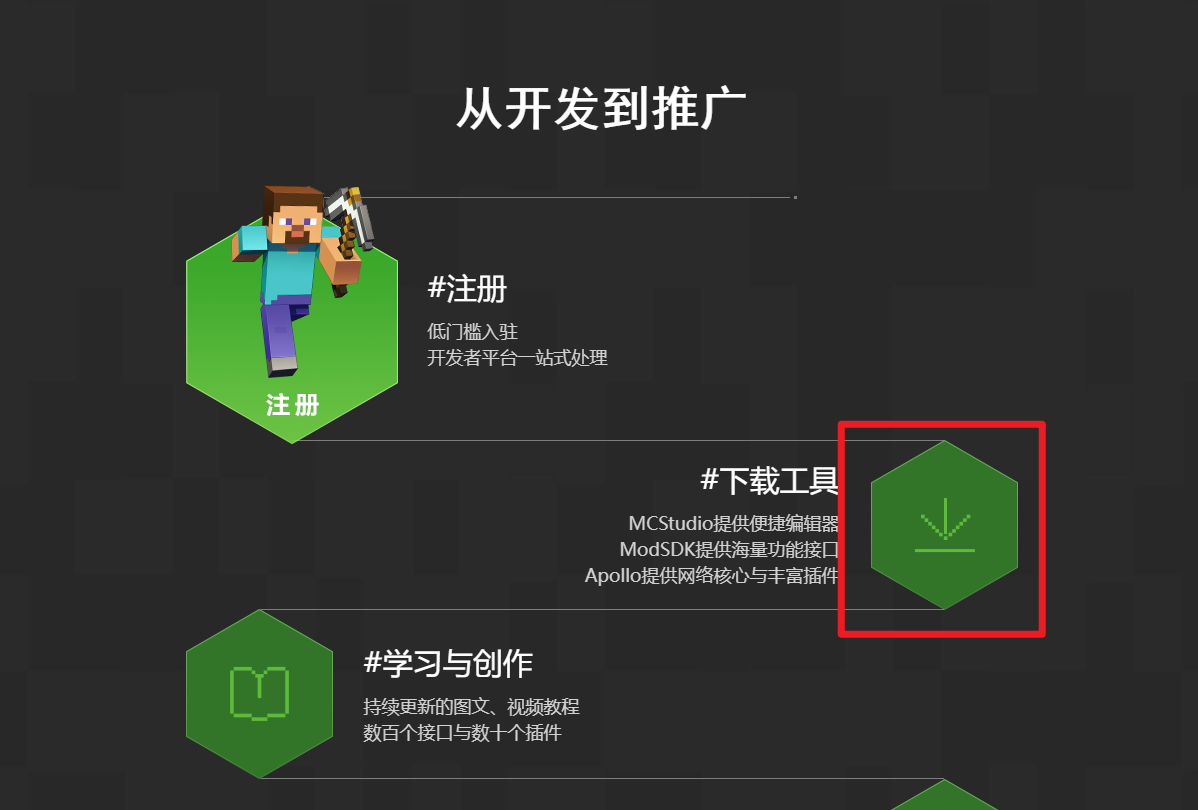 从开发到推广
#注册
低门槛入驻
开发者平台一站式处理
注册
#下载工具
MCStudio提供便捷编辑器
ModSDK提供海量功能接口
Apollo提供网络核心与丰富插件
#学习与创作
持续更新的图文、视频教程
数百个接口与数十个插件